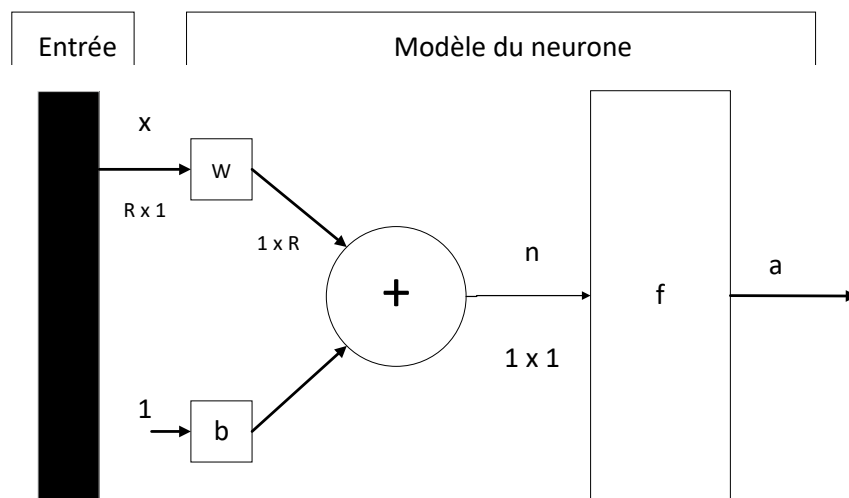 Entrée
Modèle du neurone
x
w
R x 1
1 x R
+
n
1 x 1
f
a
1
b